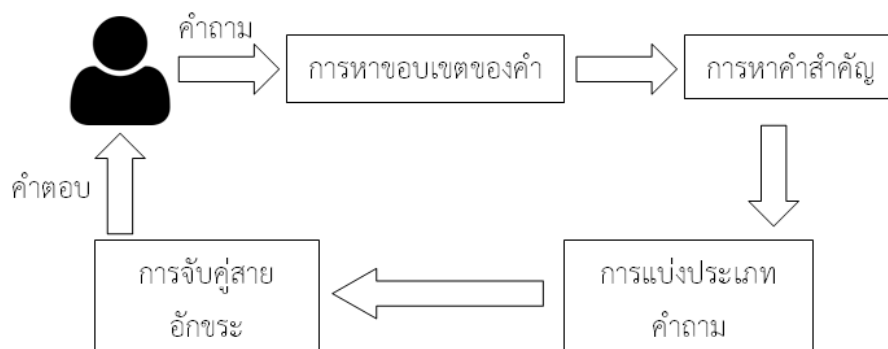 คำถาม
การหาขอบเขตของคำ
การหาคำสำคัญ
การแบ่งประเภท
คำถาม
การจับคู่สาย
อักขระ
คำตอบ